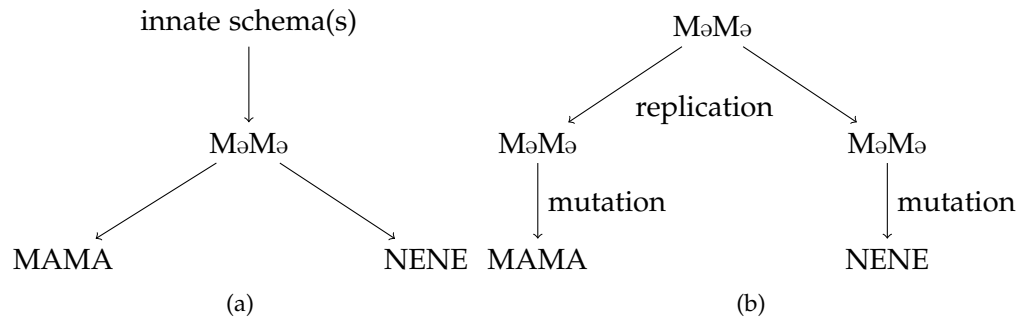 innate schema(s)
MəMə
MAMA
NENE
(a)
MəMə
replication
MəMə
MəMə
mutation
mutation
MAMA
NENE
(b)